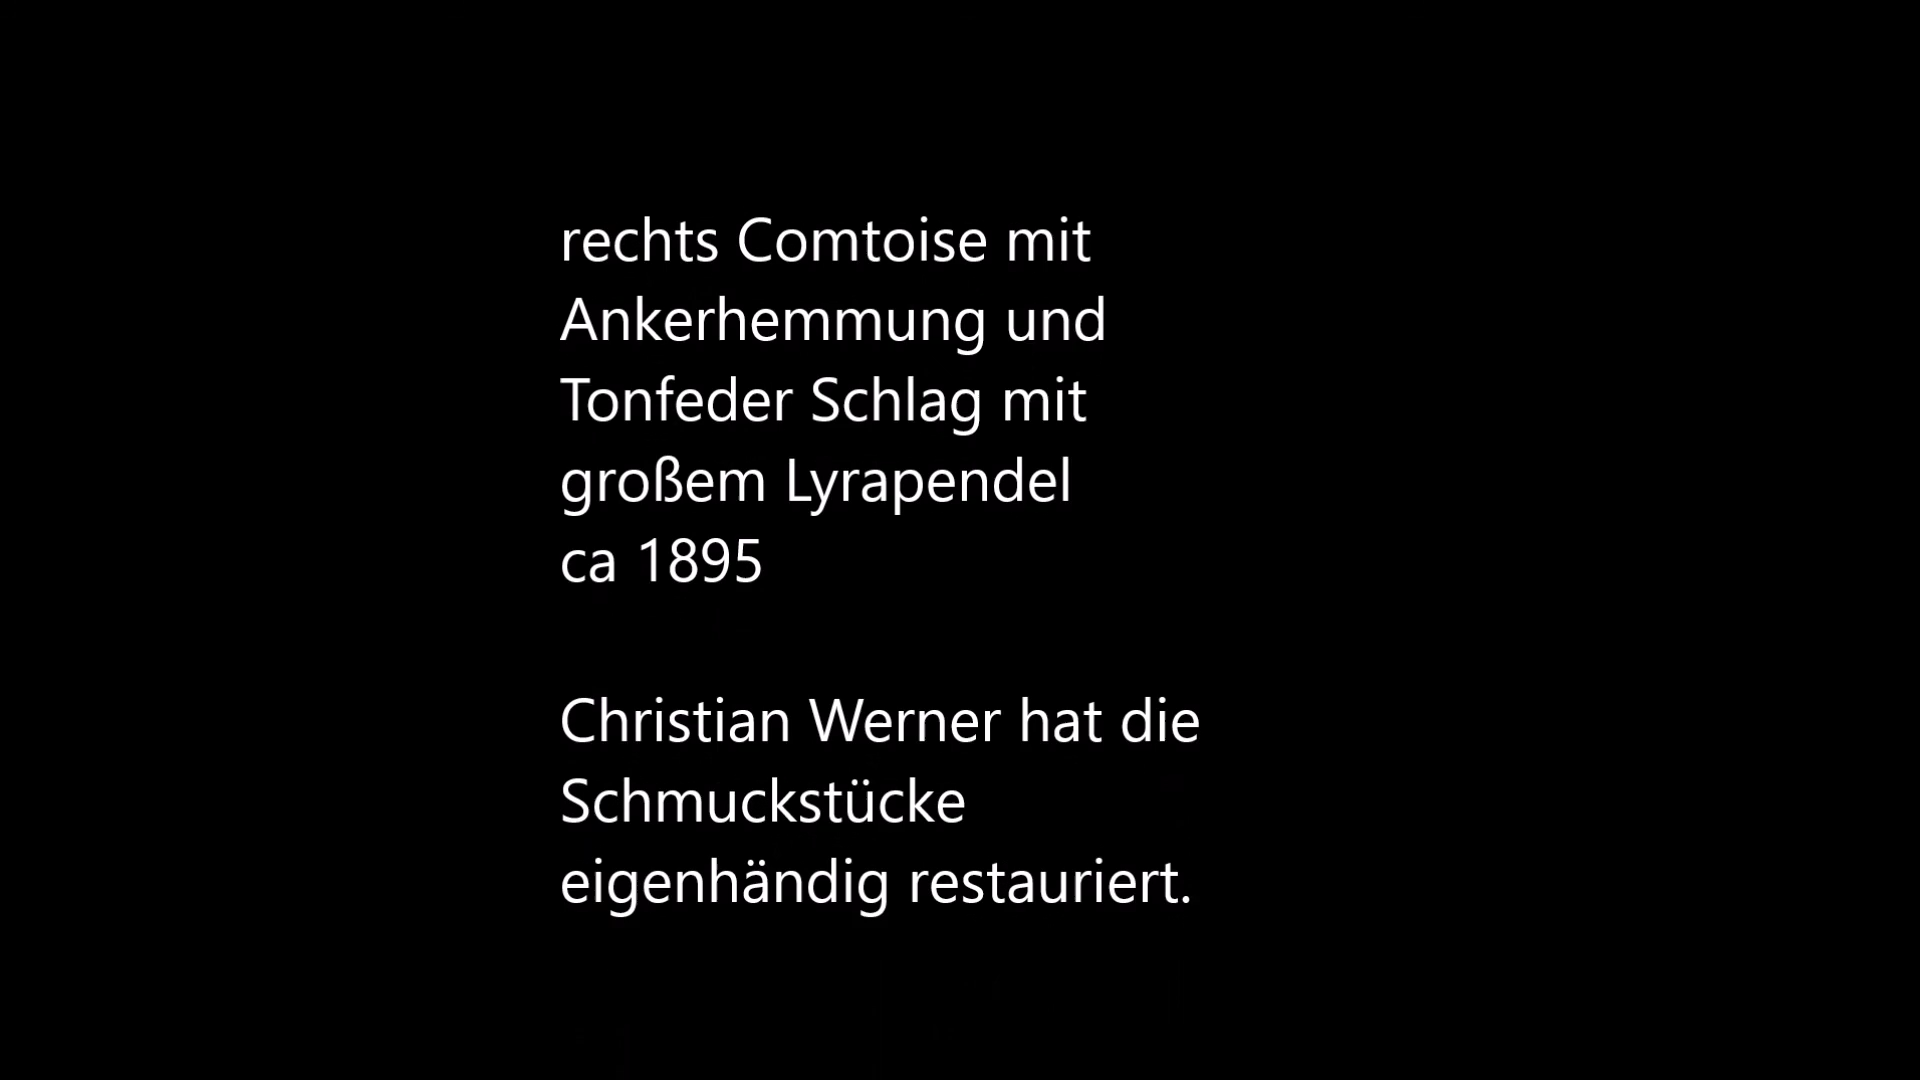 rechts Comtoise mit
Ankerhemmung und
Tonfeder Schlag mit
großem Lyrapendel
ca 1895
Christian Werner hat die
Schmuckstücke
eigenhändig restauriert.